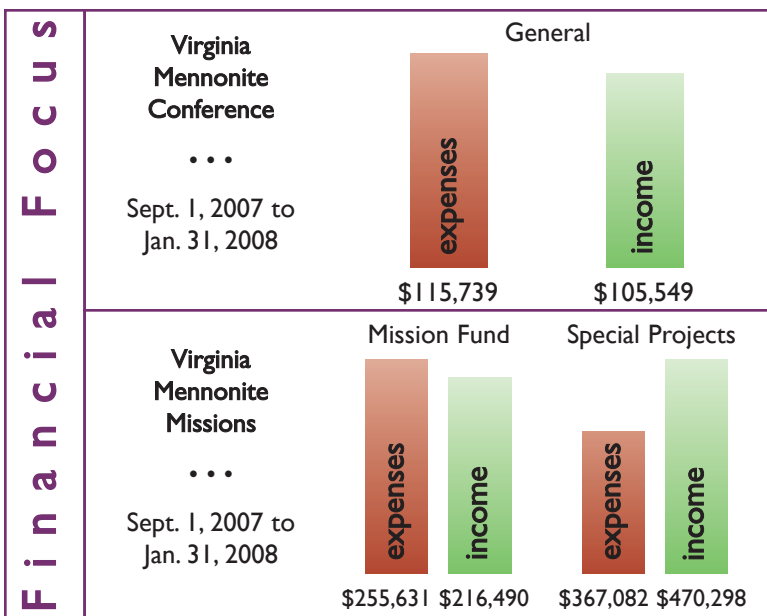 Financial Focus
Virginia
Mennonite
Conference
• • •
Sept. 1, 2007 to
Jan. 31, 2008
General
expenses
income
$115,739
$105,549
Virginia
Mennonite
Missions
• • •
Sept. 1, 2007 to
Jan. 31, 2008
Mission Fund
expenses
income
$255,631 $216,490
Special Projects
expenses
income
$367,082 $470,298